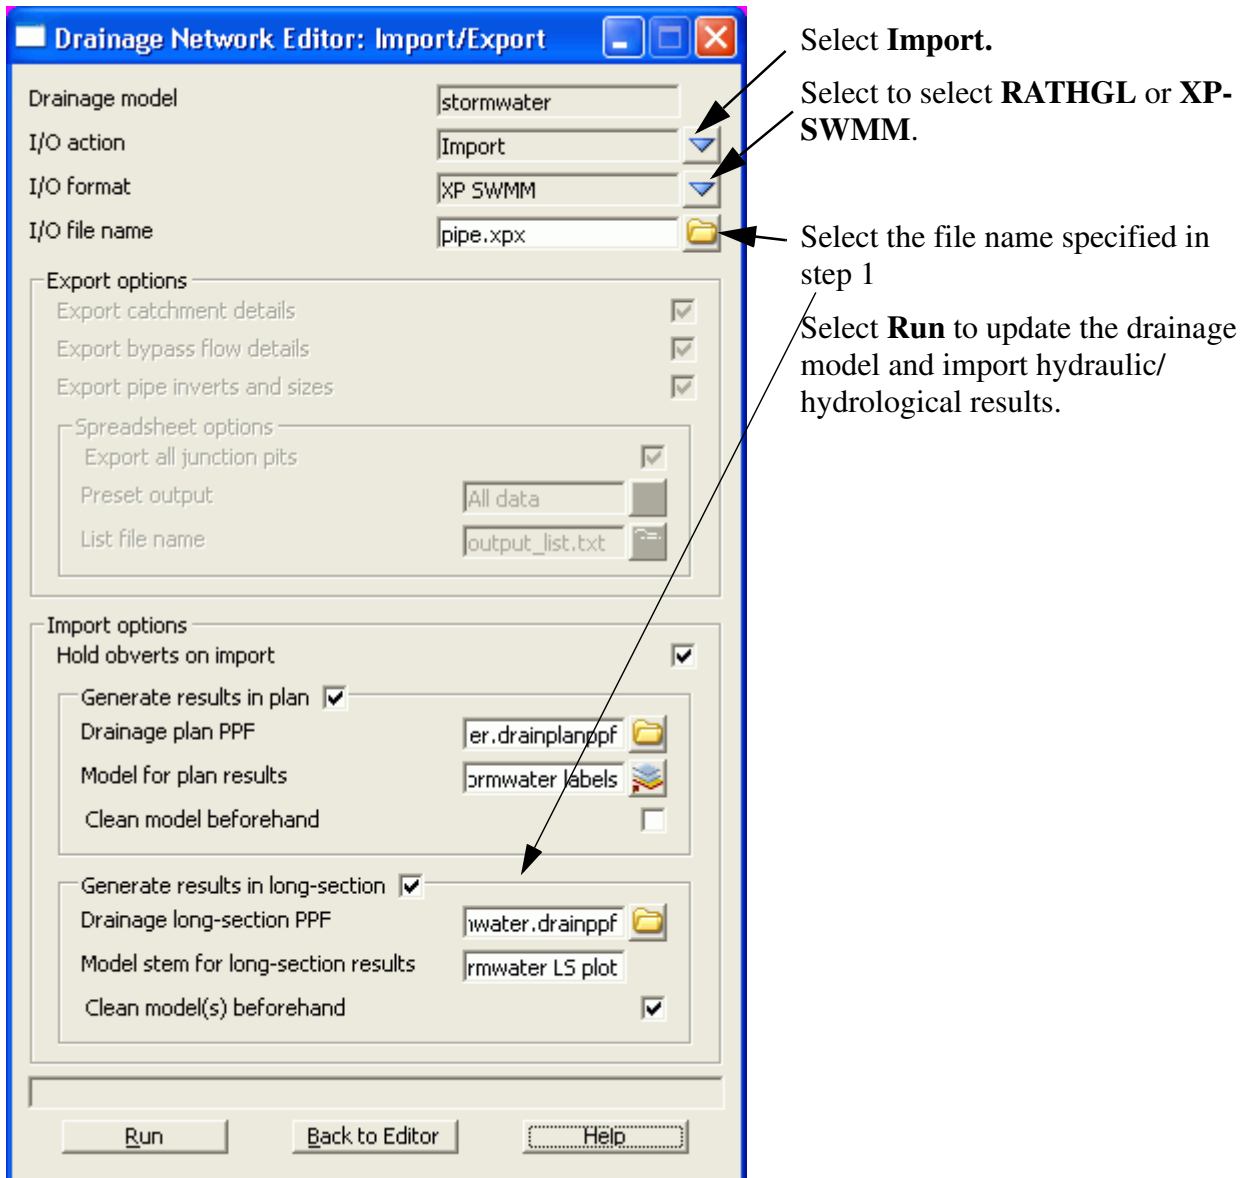 Drainage Network Editor: Import/Export
Drainage model
stormwater
I/O action
Import
I/O format
XP SWMM
I/O file name
pipe.xpx
Export options
Export catchment details
Export bypass flow details
Export pipe inverts and sizes
Spreadsheet options
Export all junction pits
Preset output
All data
List file name
output_list.txt
Import options
Hold obverts on import
Generate results in plan
Drainage plan PPF
er.drainplanppf
Model for plan results
ormwater labels
Clean model beforehand
Generate results in long-section
Drainage long-section PPF
nwater.drainppf
Model stem for long-section results
rmwater LS plot
Clean model(s) beforehand
Run
Back to Editor
Help
Select Import.
Select to select RATHGL or XP-
SWMM.
Select the file name specified in
step 1
Select Run to update the drainage
model and import hydraulic/
hydrological results.